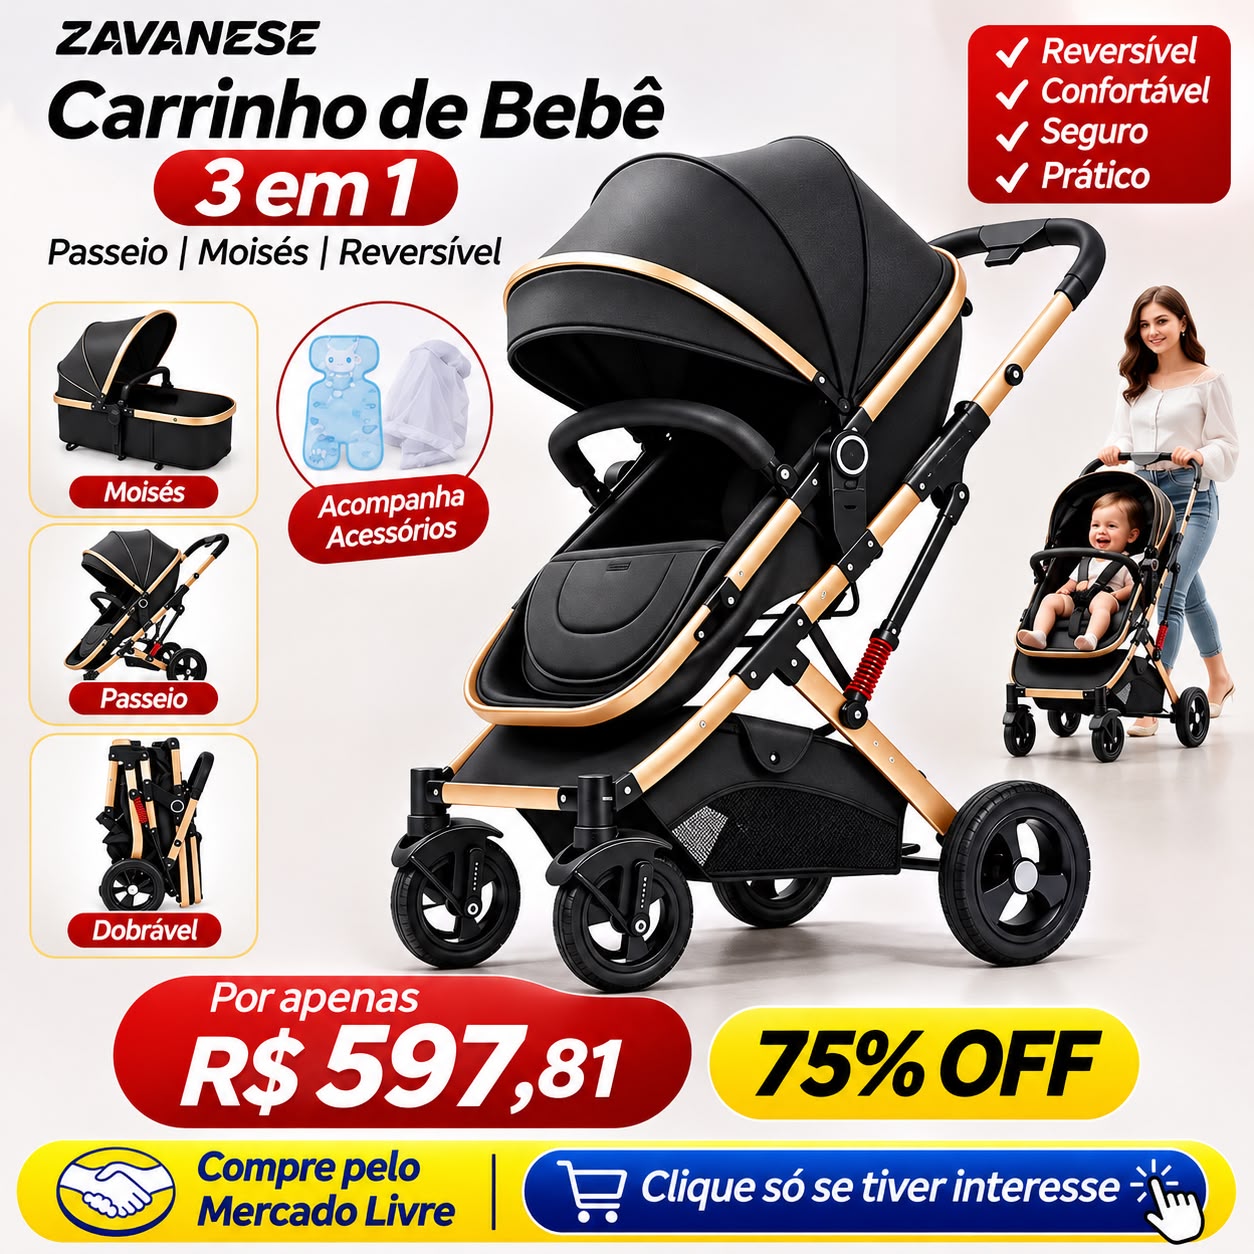 ZAVANESE
Carrinho de Bebê
3 em 1
Passeio | Moisés | Reversível
Reversível
Confortável
Seguro
Prático
Moisés
Acompanha
Acessórios
Passeio
Dobrável
Por apenas
R$ 597,81
75% OFF
Compre pelo
Mercado Livre
Clique só se tiver interesse